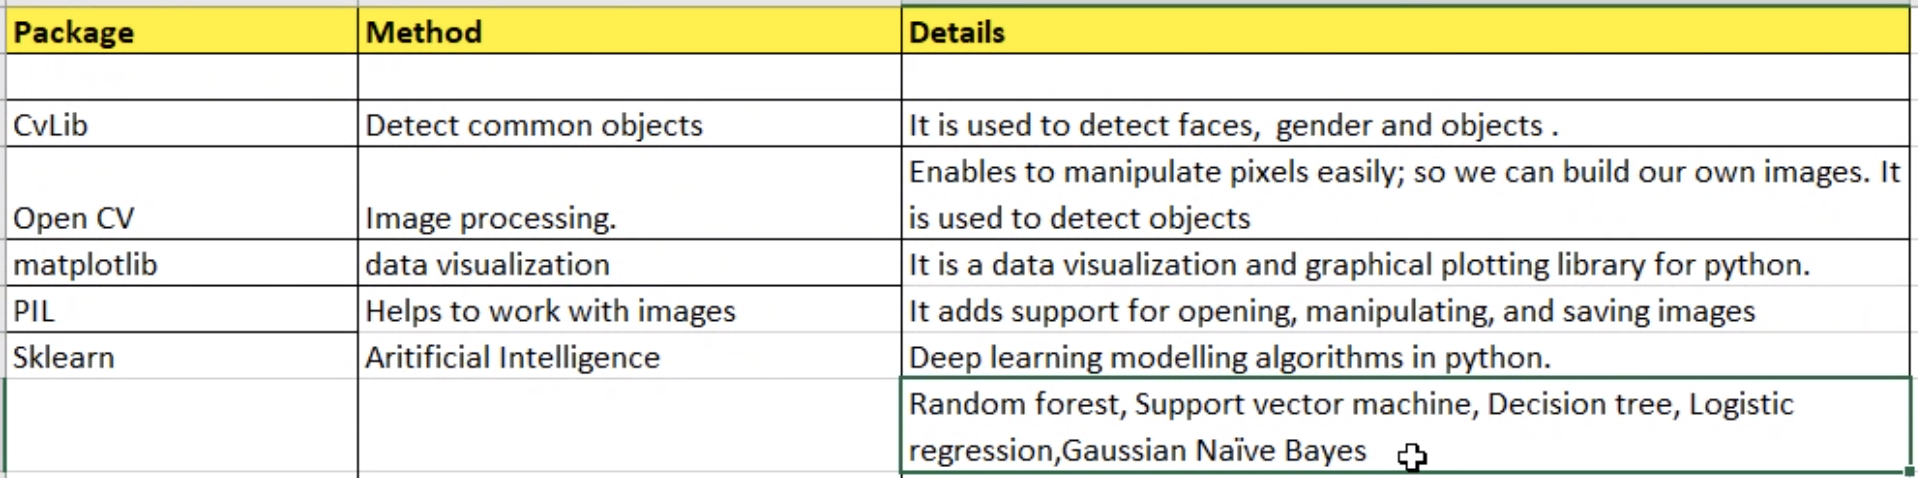 Package Method Details
CvLib Detect common objects It is used to detect faces,  gender and objects .
Enables to manipulate pixels easily; so we can build our own images. It
Open CV Image processing. is used to detect objects
matplotlib data visualization It is a data visualization and graphical plotting library for python.
PIL Helps to work with images It adds support for opening, manipulating, and saving images
Sklearn Aritificial Intelligence Deep learning modelling algorithms in python.
Random forest, Support vector machine, Decision tree, Logistic
regression,Gaussian Naïve Bayes